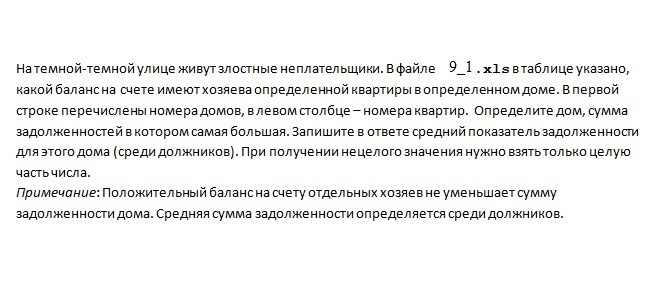 На темной-темной улице живут злостные неплательщики. В файле 9_1.xls в таблице указано,
какой баланс на счете имеют хозяева определенной квартиры в определенном доме. В первой
строке перечислены номера домов, в левом столбце – номера квартир. Определите дом, сумма
задолженностей в котором самая большая. Запишите в ответе средний показатель задолженности
для этого дома (среди должников). При получении нецелого значения нужно взять только целую
часть числа.
Примечание: Положительный баланс на счету отдельных хозяев не уменьшает сумму
задолженности дома. Средняя сумма задолженности определяется среди должников.